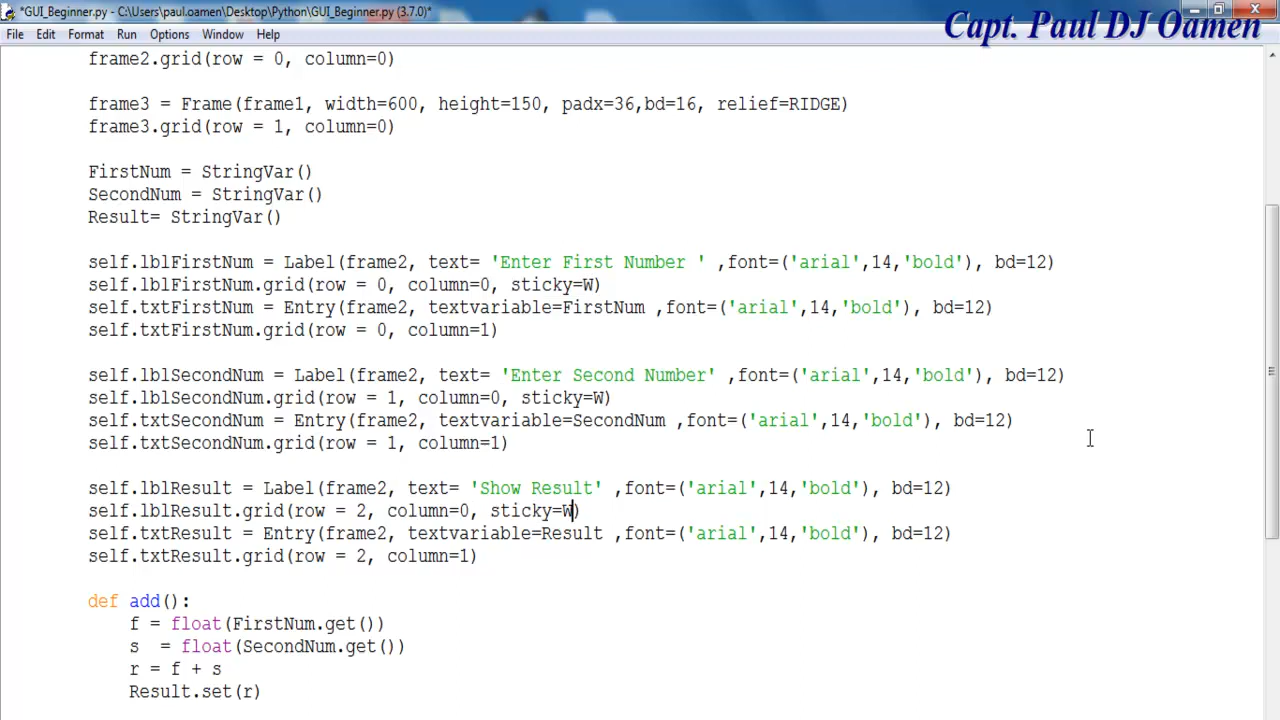 *GUI_Beginner.py - C:\Users\paul.oamen\Desktop\Python\GUI_Beginner.py (3.7.0)*
Capt. Paul DJ Oamen
File Edit Format Run Options Window Help
frame2.grid(row = 0, column=0)
frame3 = Frame(frame1, width=600, height=150, padx=36,bd=16, relief=RIDGE)
frame3.grid(row = 1, column=0)
FirstNum = StringVar()
SecondNum = StringVar()
Result= StringVar()
self.lblFirstNum = Label(frame2, text= 'Enter First Number ' ,font=('arial',14,'bold'), bd=12)
self.lblFirstNum.grid(row = 0, column=0, sticky=W)
self.txtFirstNum = Entry(frame2, textvariable=FirstNum ,font=('arial',14,'bold'), bd=12)
self.txtFirstNum.grid(row = 0, column=1)
self.lblSecondNum = Label(frame2, text= 'Enter Second Number' ,font=('arial',14,'bold'), bd=12)
self.lblSecondNum.grid(row = 1, column=0, sticky=W)
self.txtSecondNum = Entry(frame2, textvariable=SecondNum ,font=('arial',14,'bold'), bd=12)
self.txtSecondNum.grid(row = 1, column=1)
self.lblResult = Label(frame2, text= 'Show Result' ,font=('arial',14,'bold'), bd=12)
self.lblResult.grid(row = 2, column=0, sticky=W)
self.txtResult = Entry(frame2, textvariable=Result ,font=('arial',14,'bold'), bd=12)
self.txtResult.grid(row = 2, column=1)
def add():
f = float(FirstNum.get())
s  = float(SecondNum.get())
r = f + s
Result.set(r)